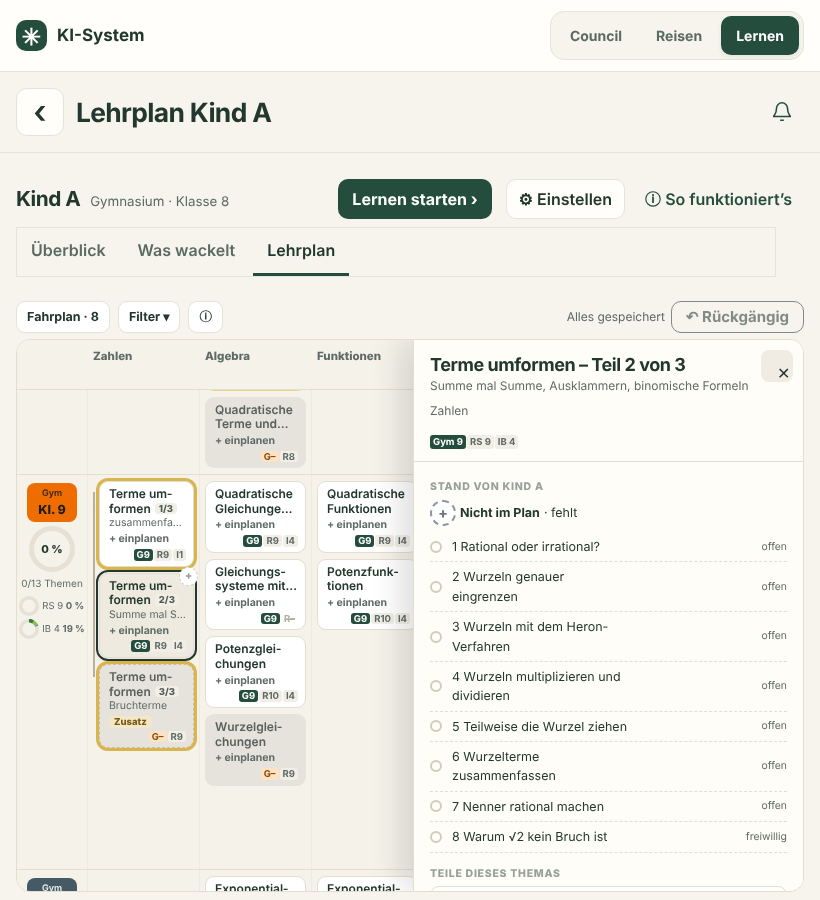 KI-System
Council
Reisen
Lernen
‹
Lehrplan Kind A
Kind A
Gymnasium · Klasse 8
Lernen starten ›
⚙ Einstellen
ⓘ So funktioniert's
Überblick
Was wackelt
Lehrplan
Fahrplan · 8
Filter ▾
ⓘ
Alles gespeichert
↶ Rückgängig
Zahlen
Algebra
Funktionen
Quadratische
Terme und...
+ einplanen
G– R8
Gym
Kl. 9
0 %
0/13 Themen
RS 9 0 %
IB 4 19 %
Terme um-
formen 1/3
zusammenfa...
+ einplanen
G9 R9 I1
+
Terme um-
formen 2/3
Summe mal S...
+ einplanen
G9 R9 I4
Terme um-
formen 3/3
Bruchterme
Zusatz
G– R9
Quadratische
Gleichunge...
+ einplanen
G9 R9 I4
Gleichungs-
systeme mit...
+ einplanen
G9 R–
Potenzglei-
chungen
+ einplanen
G9 R10 I4
Wurzelglei-
chungen
+ einplanen
G– R9
Quadratische
Funktionen
+ einplanen
G9 R9 I4
Potenzfunk-
tionen
+ einplanen
G9 R10 I4
Gym
Exponential-
Exponential-
Terme umformen – Teil 2 von 3
×
Summe mal Summe, Ausklammern, binomische Formeln
Zahlen
Gym 9 RS 9 IB 4
STAND VON KIND A
+ Nicht im Plan · fehlt
1 Rational oder irrational? offen
2 Wurzeln genauer
eingrenzen offen
3 Wurzeln mit dem Heron-
Verfahren offen
4 Wurzeln multiplizieren und
dividieren offen
5 Teilweise die Wurzel ziehen offen
6 Wurzelterme
zusammenfassen offen
7 Nenner rational machen offen
8 Warum √2 kein Bruch ist freiwillig
TEILE DIESES THEMAS